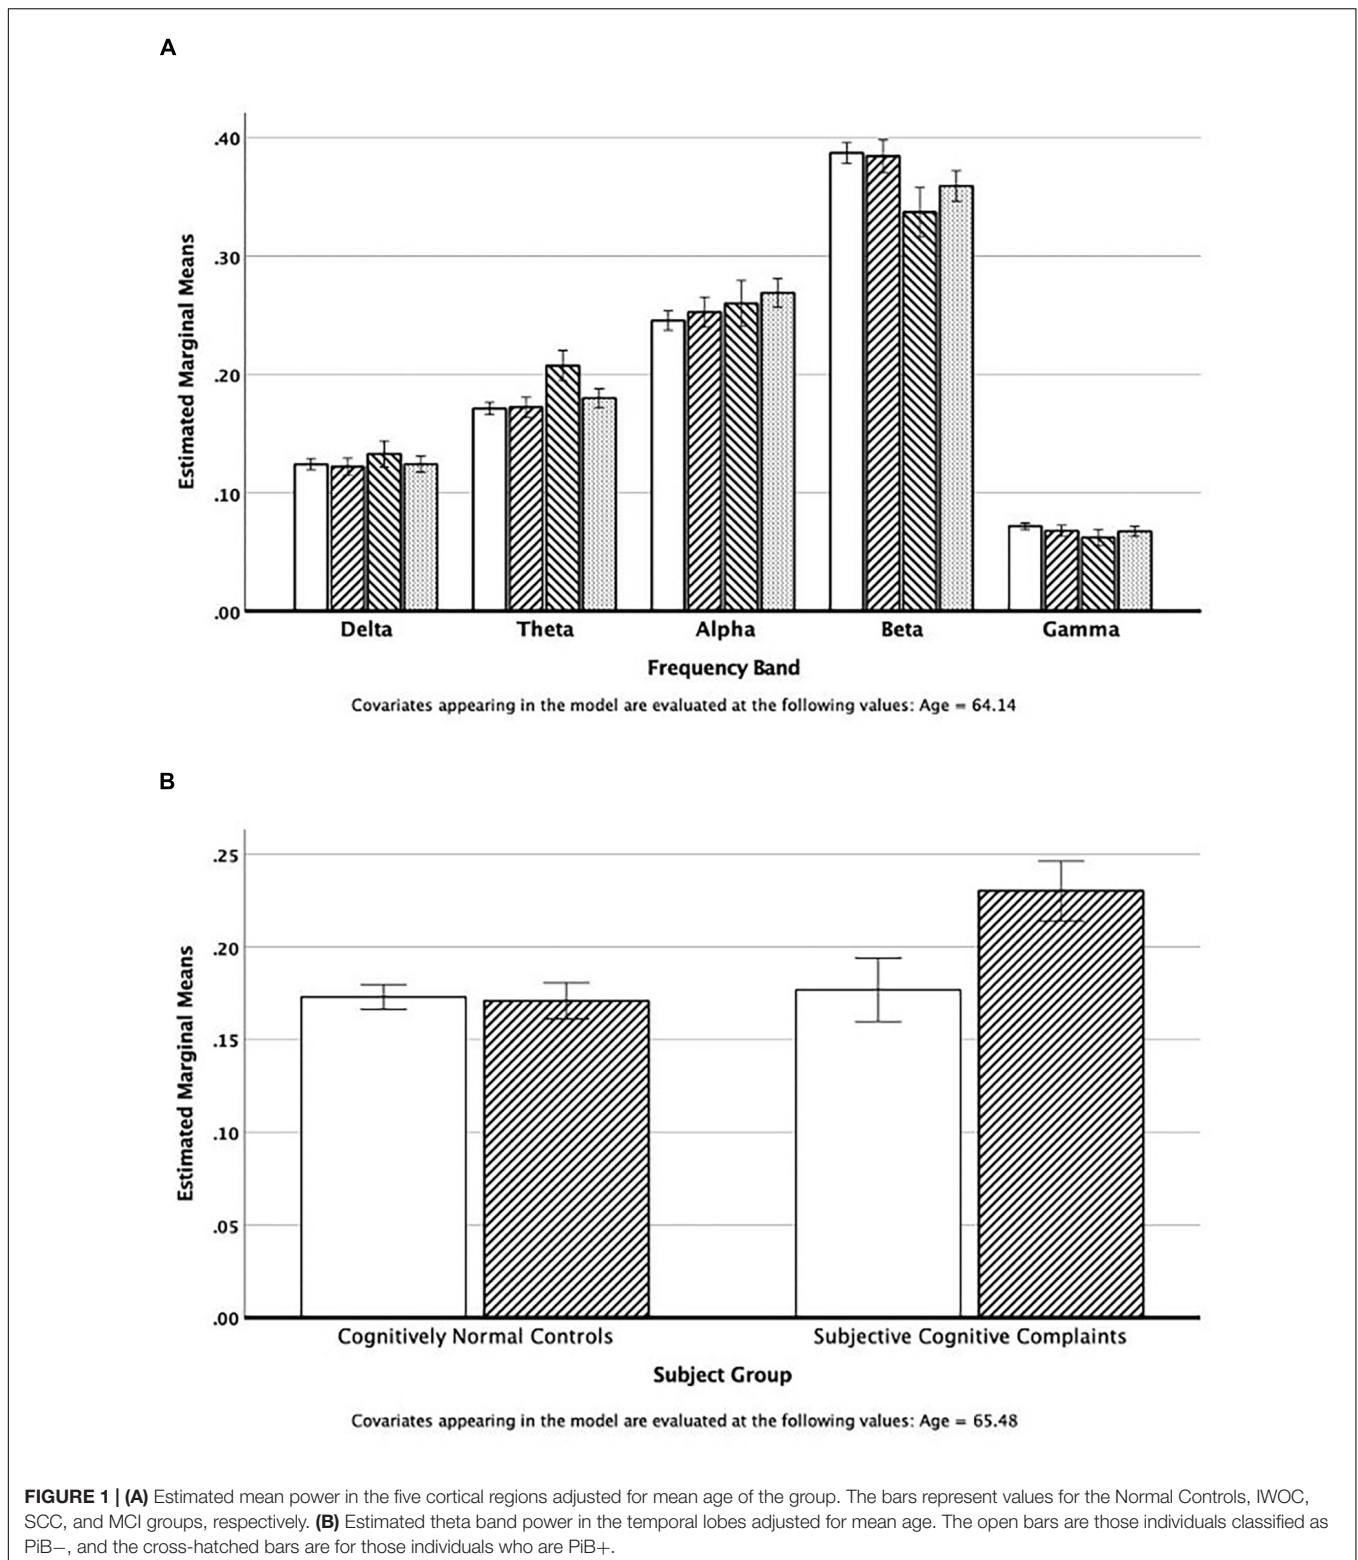 A
.40
.30
.20
.10
.00
Estimated Marginal Means
Delta Theta Alpha Beta Gamma
Frequency Band
Covariates appearing in the model are evaluated at the following values: Age = 64.14
B
.25
.20
.15
.10
.05
.00
Estimated Marginal Means
Cognitively Normal Controls Subjective Cognitive Complaints
Subject Group
Covariates appearing in the model are evaluated at the following values: Age = 65.48
FIGURE 1 | (A) Estimated mean power in the five cortical regions adjusted for mean age of the group. The bars represent values for the Normal Controls, IWOC,
SCC, and MCI groups, respectively. (B) Estimated theta band power in the temporal lobes adjusted for mean age. The open bars are those individuals classified as
PiB−, and the cross-hatched bars are for those individuals who are PiB+.